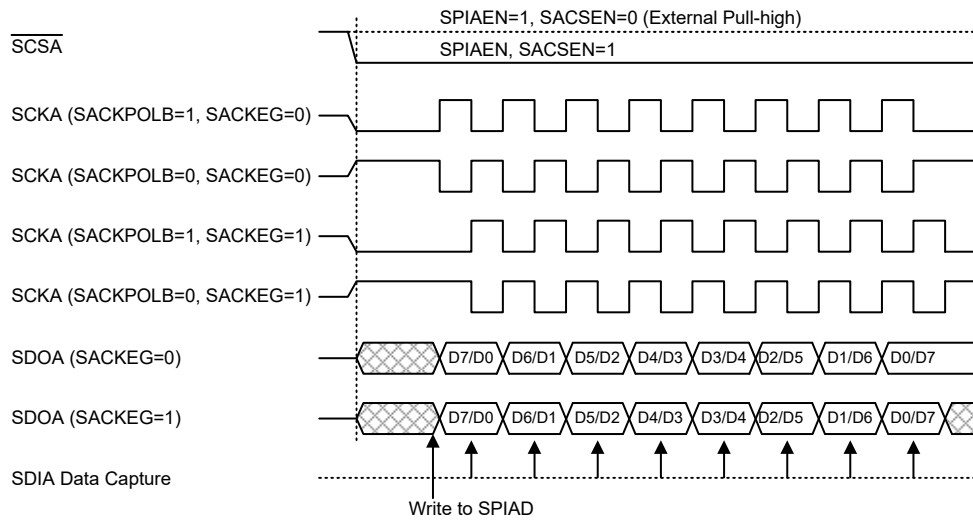 SPIAEN=1, SACSEN=0 (External Pull-high)
SCSA
SPIAEN, SACSEN=1
SCKA (SACKPOLB=1, SACKEG=0)
SCKA (SACKPOLB=0, SACKEG=0)
SCKA (SACKPOLB=1, SACKEG=1)
SCKA (SACKPOLB=0, SACKEG=1)
SDOA (SACKEG=0) D7/D0 D6/D1 D5/D2 D4/D3 D3/D4 D2/D5 D1/D6 D0/D7
SDOA (SACKEG=1) D7/D0 D6/D1 D5/D2 D4/D3 D3/D4 D2/D5 D1/D6 D0/D7
SDIA Data Capture
Write to SPIAD